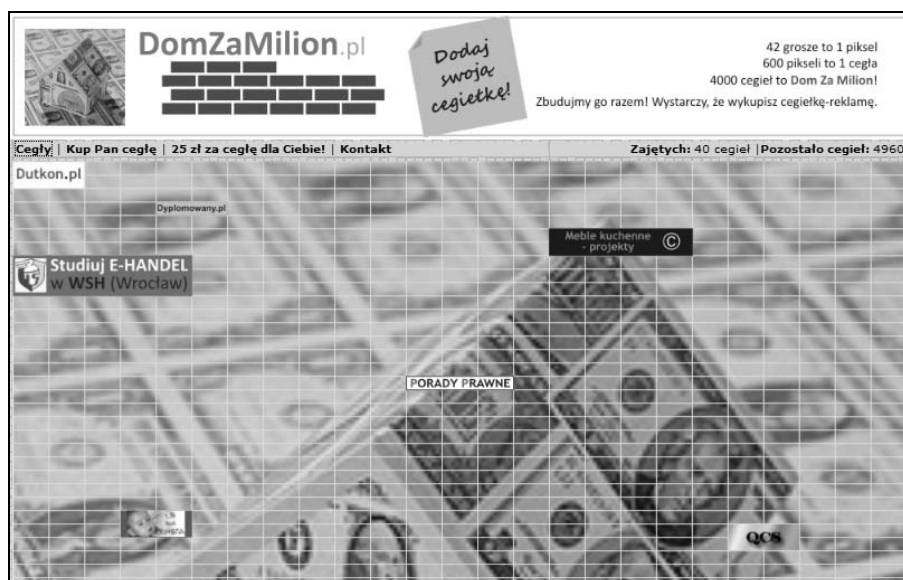 DomZaMilion.pl
Dodaj
swoją
cegiełkę!
42 grosze to 1 piksel
600 pikseli to 1 cegła
4000 cegieł to Dom Za Milion!
Zbudujmy go razem! Wystarczy, że wykupisz cegiełkę-reklamę.
Cegły | Kup Pan cegłę | 25 zł za cegłę dla Ciebie! | Kontakt
Zajętych: 40 cegieł |Pozostało cegieł: 4960
Dutkon.pl
Dyplomowany.pl
Meble kuchenne
- projekty ©
Studiuj E-HANDEL
w WSH (Wrocław)
PORADY PRAWNE
QCS